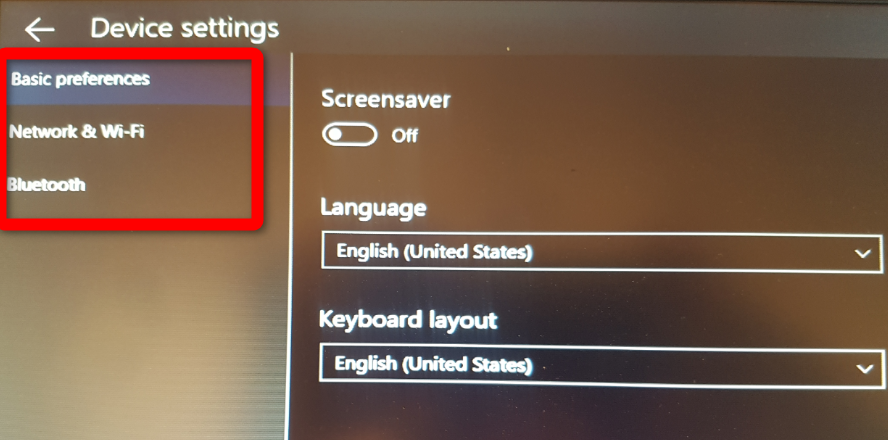 Device settings
Basic preferences
Network & Wi-Fi
Bluetooth
Screensaver
Off
Language
English (United States)
Keyboard layout
English (United States)